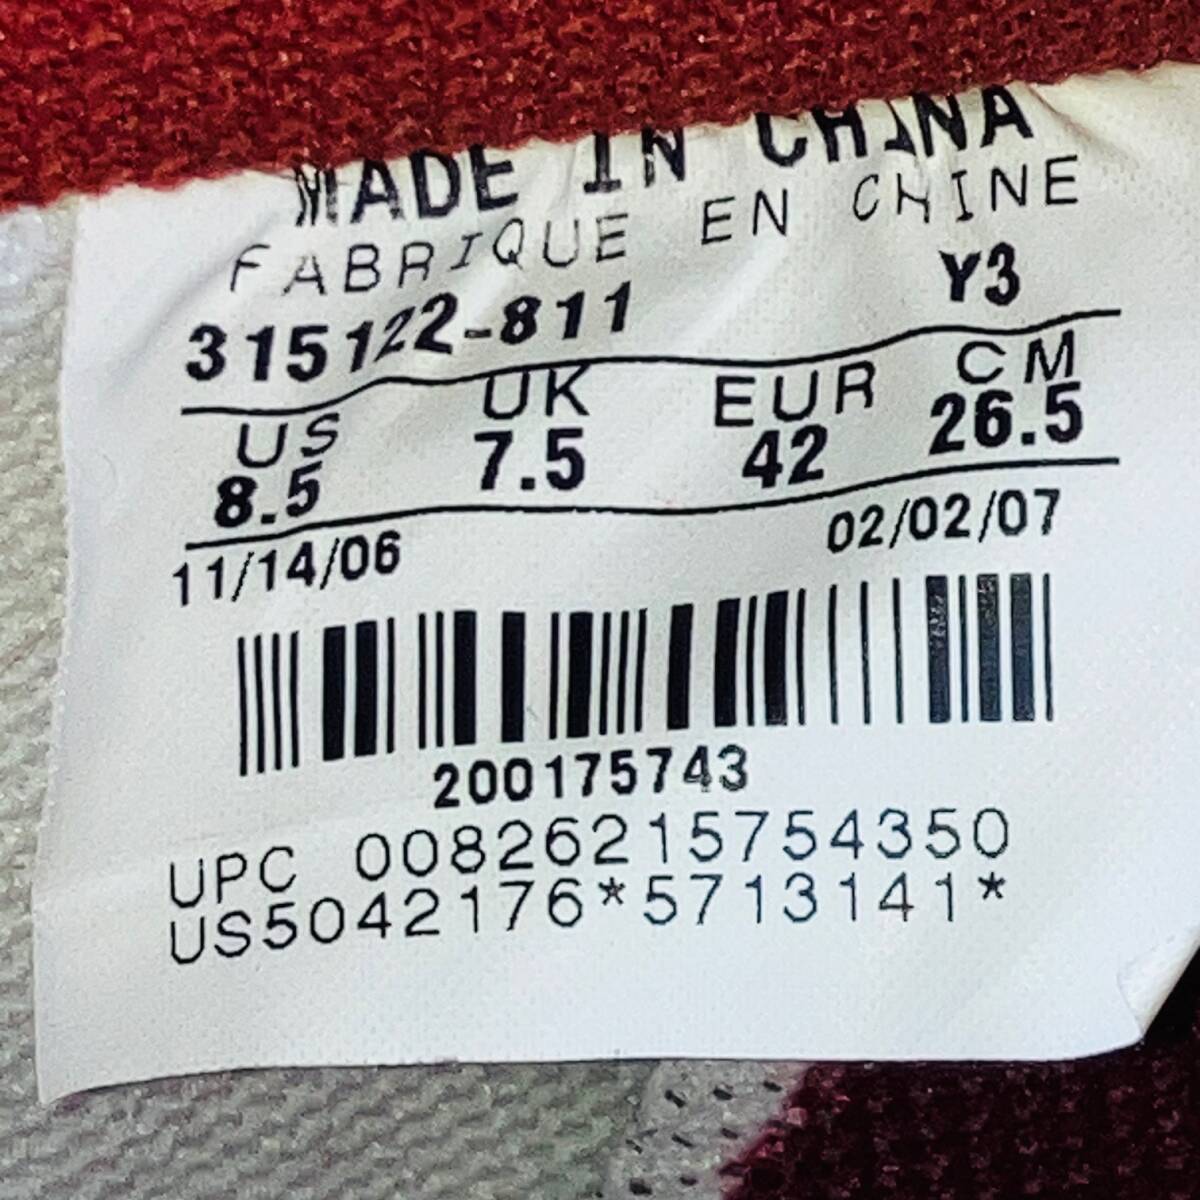 MADE IN CHINA
FABRIQUE EN CHINE
315122-811 Y3
US UK EUR CM
8.5 7.5 42 26.5
11/14/06 02/02/07
200175743
UPC 00826215754350
US5042176*5713141*